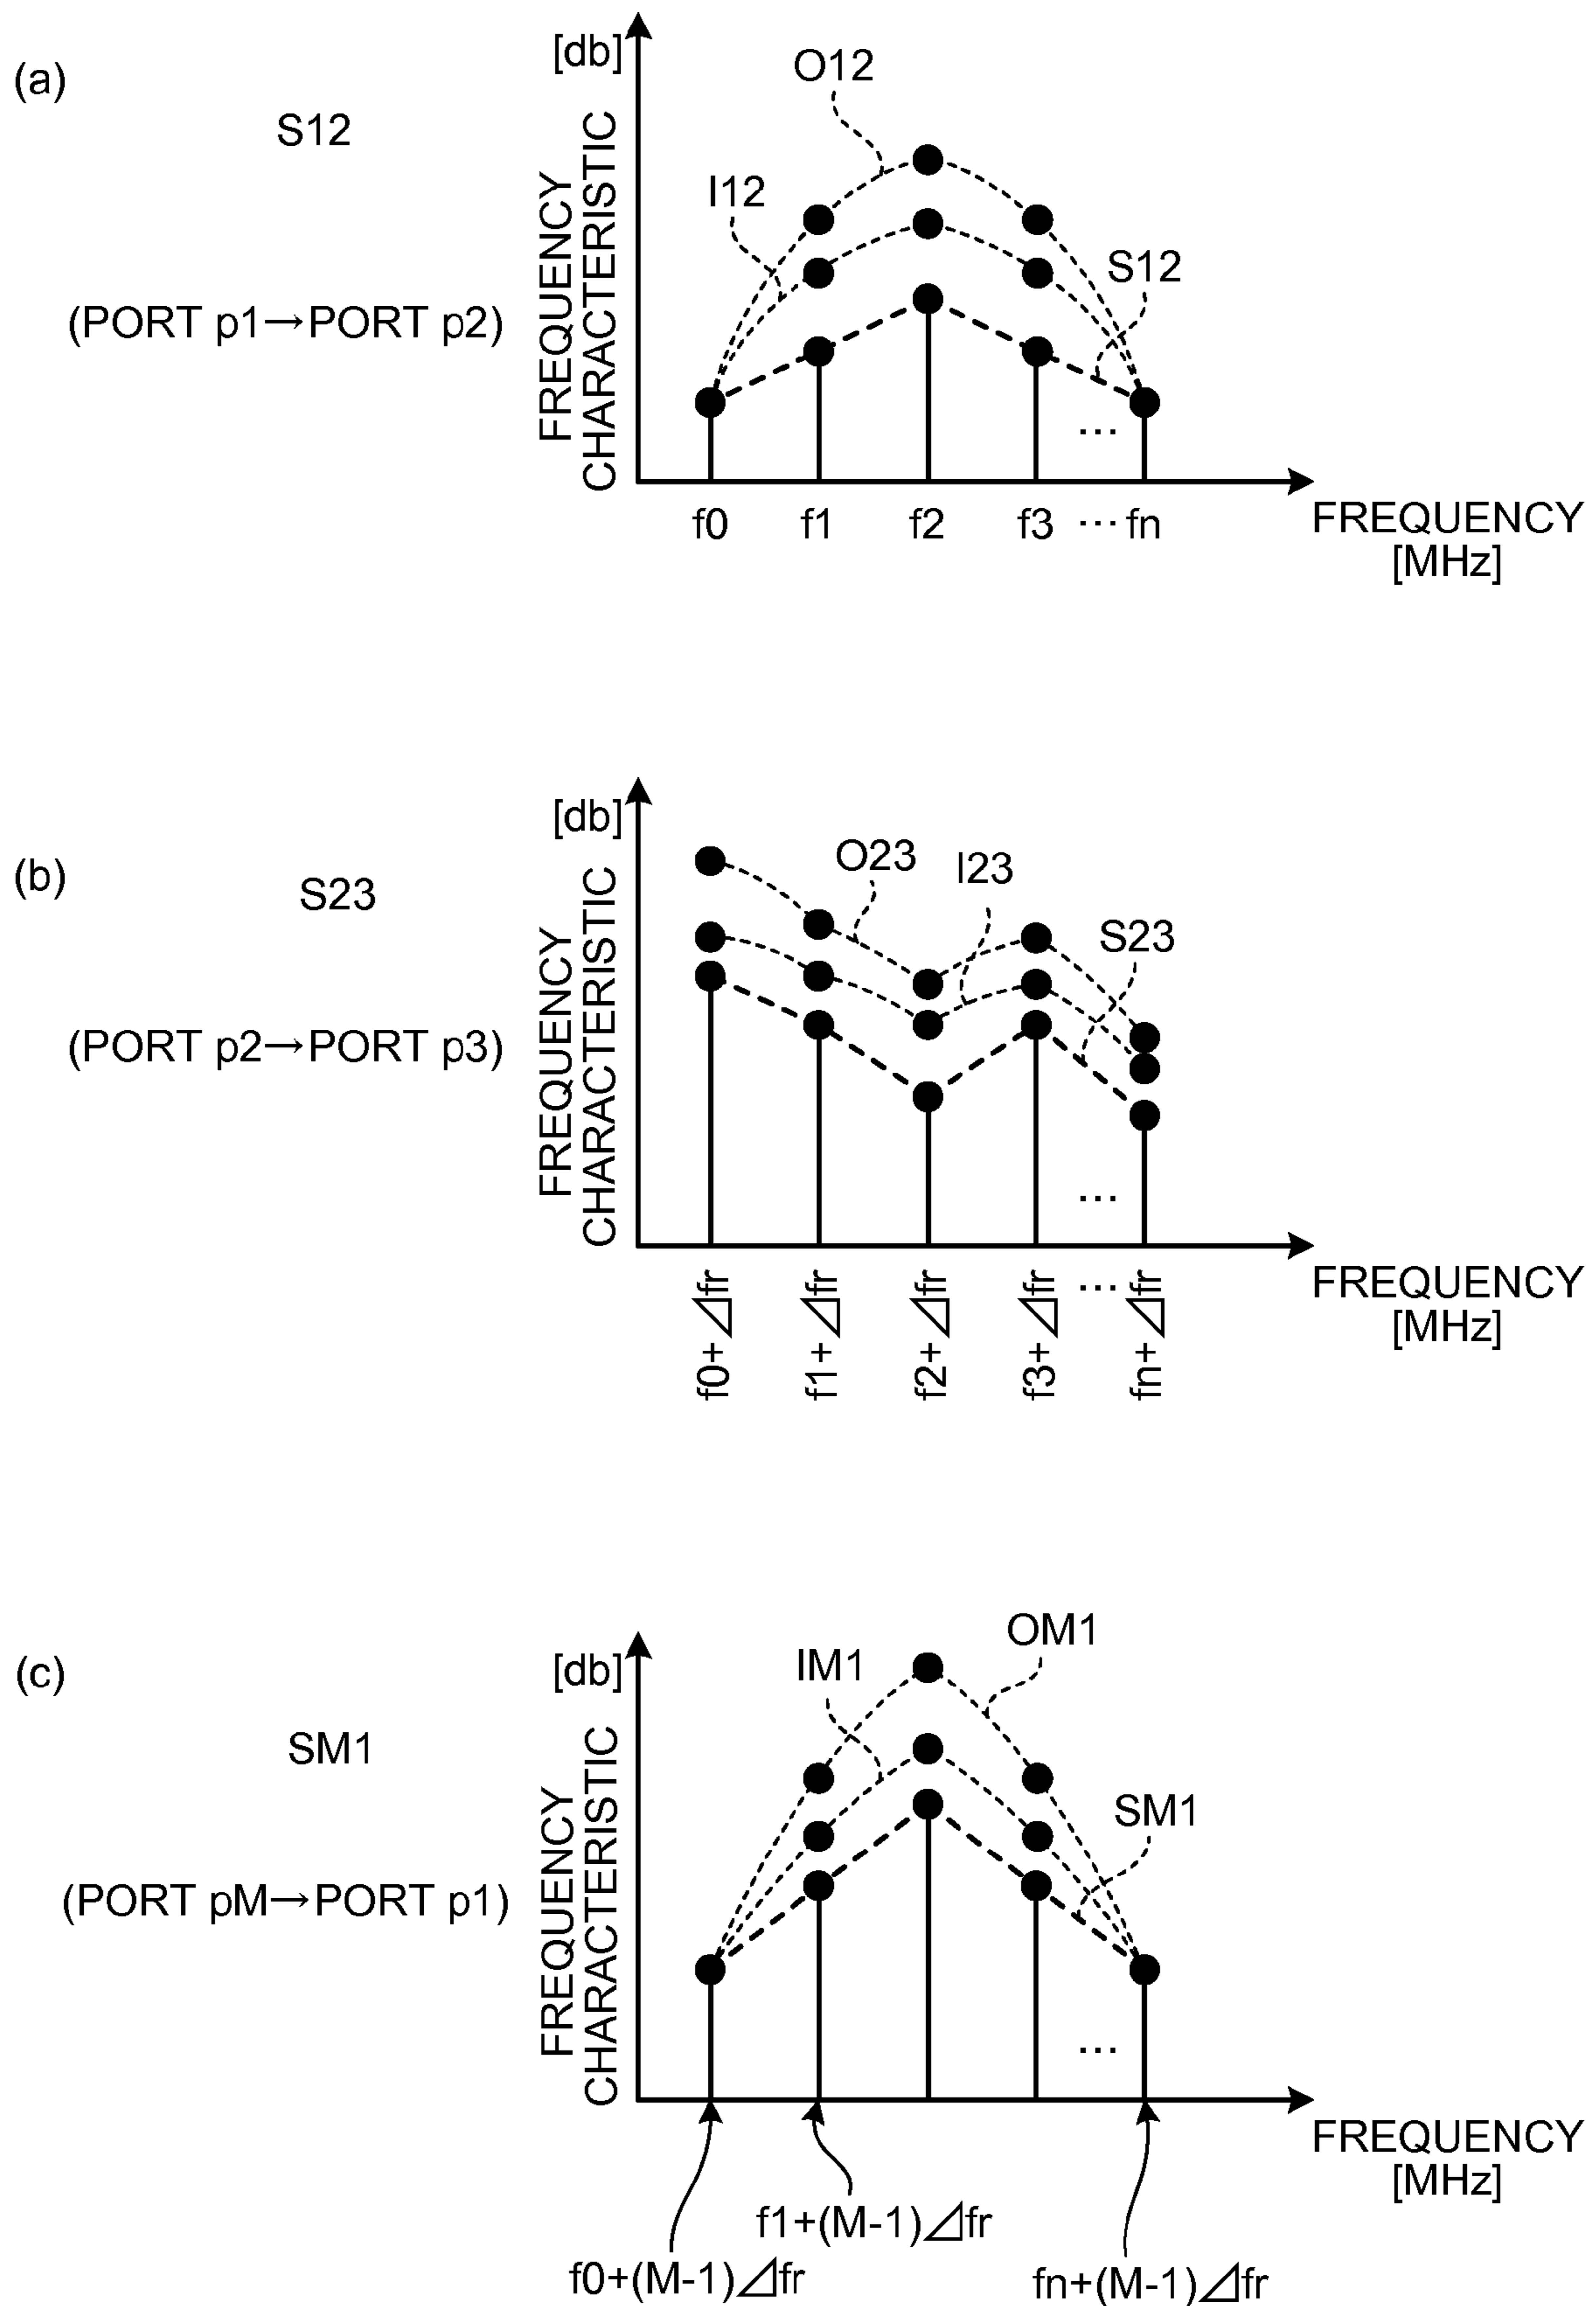 (a)
S12
(PORT p1→PORT p2)
[db]
FREQUENCY
CHARACTERISTIC
O12
I12
S12
...
f0 f1 f2 f3 ... fn
FREQUENCY
[MHz]
(b)
S23
(PORT p2→PORT p3)
[db]
FREQUENCY
CHARACTERISTIC
O23
I23
S23
...
f0+⊿fr f1+⊿fr f2+⊿fr f3+⊿fr ... fn+⊿fr
FREQUENCY
[MHz]
(c)
SM1
(PORT pM→PORT p1)
[db]
FREQUENCY
CHARACTERISTIC
OM1
IM1
SM1
...
FREQUENCY
[MHz]
f1+(M-1)⊿fr
f0+(M-1)⊿fr
fn+(M-1)⊿fr